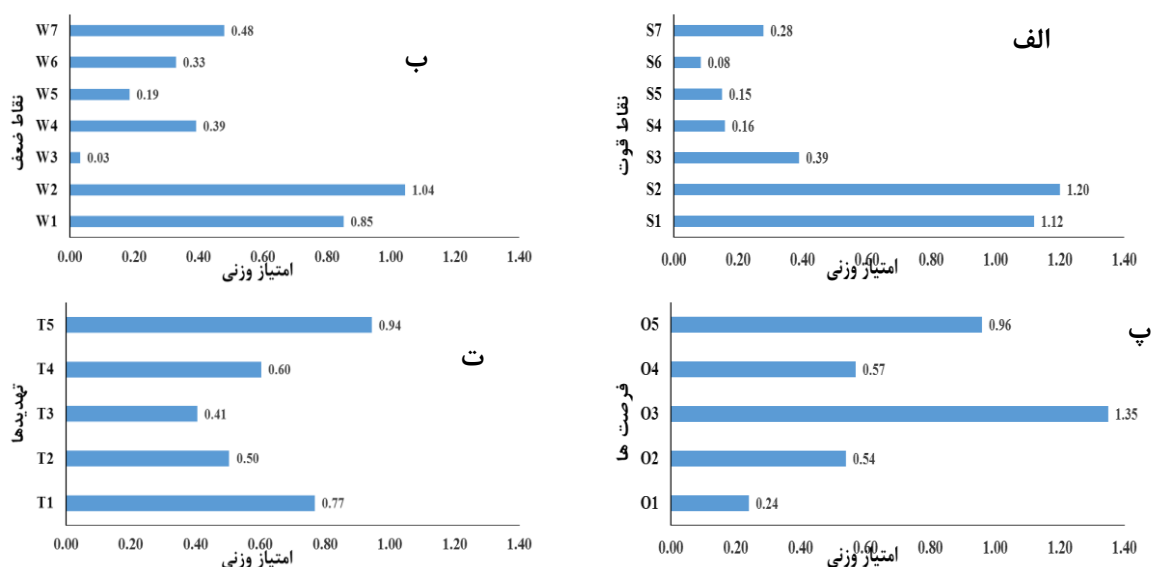 الف
نقاط قوت
S7 0.28
S6 0.08
S5 0.15
S4 0.16
S3 0.39
S2 1.20
S1 1.12
0.00 0.20 0.40 0.60 0.80 1.00 1.20 1.40
امتیاز وزنی
ب
نقاط ضعف
W7 0.48
W6 0.33
W5 0.19
W4 0.39
W3 0.03
W2 1.04
W1 0.85
0.00 0.20 0.40 0.60 0.80 1.00 1.20 1.40
امتیاز وزنی
پ
فرصت ها
O5 0.96
O4 0.57
O3 1.35
O2 0.54
O1 0.24
0.00 0.20 0.40 0.60 0.80 1.00 1.20 1.40
امتیاز وزنی
ت
تهدیدها
T5 0.94
T4 0.60
T3 0.41
T2 0.50
T1 0.77
0.00 0.20 0.40 0.60 0.80 1.00 1.20 1.40
امتیاز وزنی